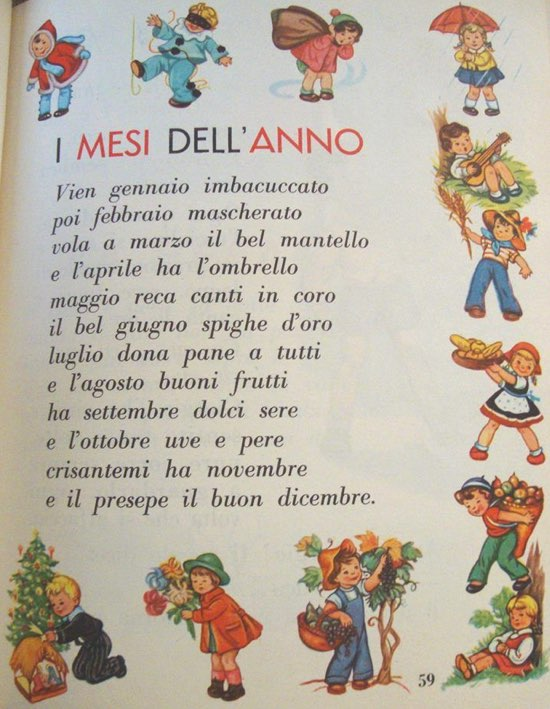 I MESI DELL'ANNO
Vien gennaio imbacuccato
poi febbraio mascherato
vola a marzo il bel mantello
e l'aprile ha l'ombrello
maggio reca canti in coro
il bel giugno spighe d'oro
luglio dona pane a tutti
e l'agosto buoni frutti
ha settembre dolci sere
e l'ottobre uve e pere
crisantemi ha novembre
e il presepe il buon dicembre.
59